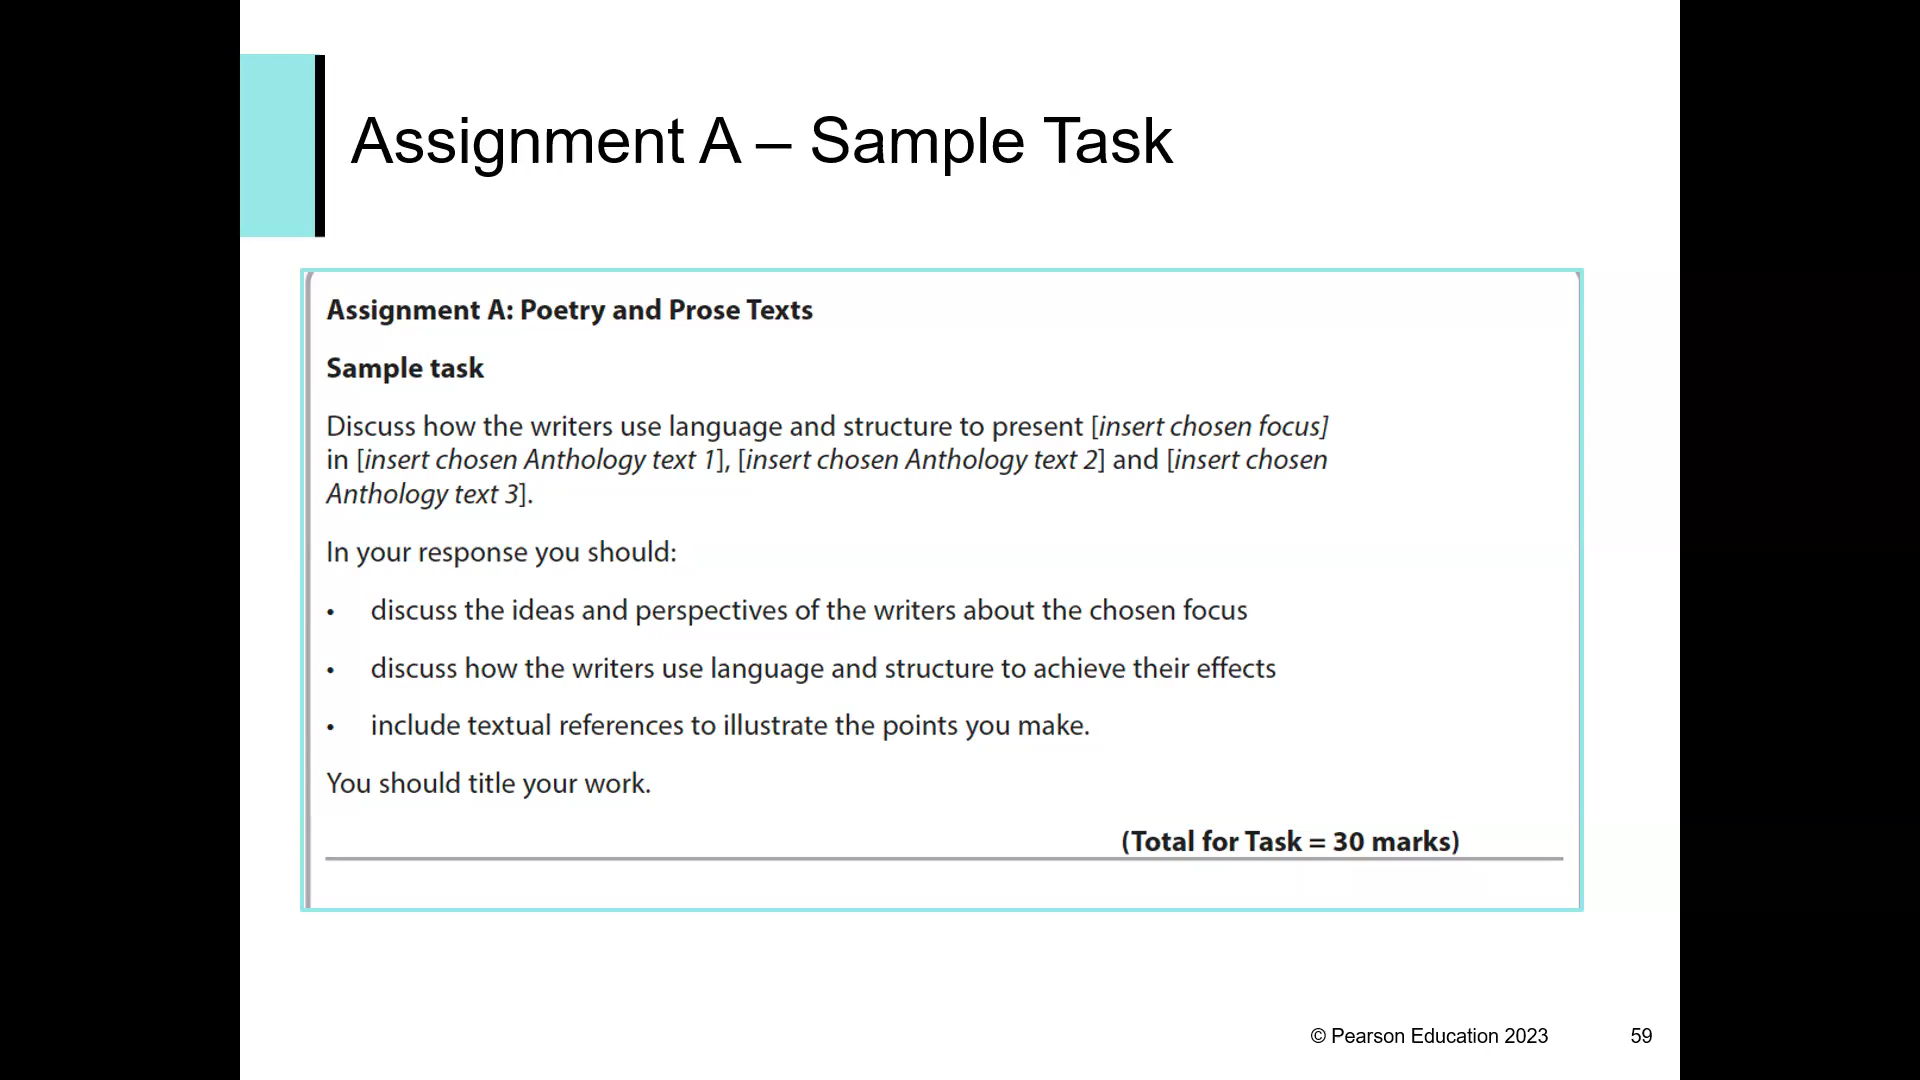 Assignment A – Sample Task
Assignment A: Poetry and Prose Texts
Sample task
Discuss how the writers use language and structure to present [insert chosen focus]
in [insert chosen Anthology text 1], [insert chosen Anthology text 2] and [insert chosen
Anthology text 3].
In your response you should:
• discuss the ideas and perspectives of the writers about the chosen focus
• discuss how the writers use language and structure to achieve their effects
• include textual references to illustrate the points you make.
You should title your work.
(Total for Task = 30 marks)
© Pearson Education 2023
59